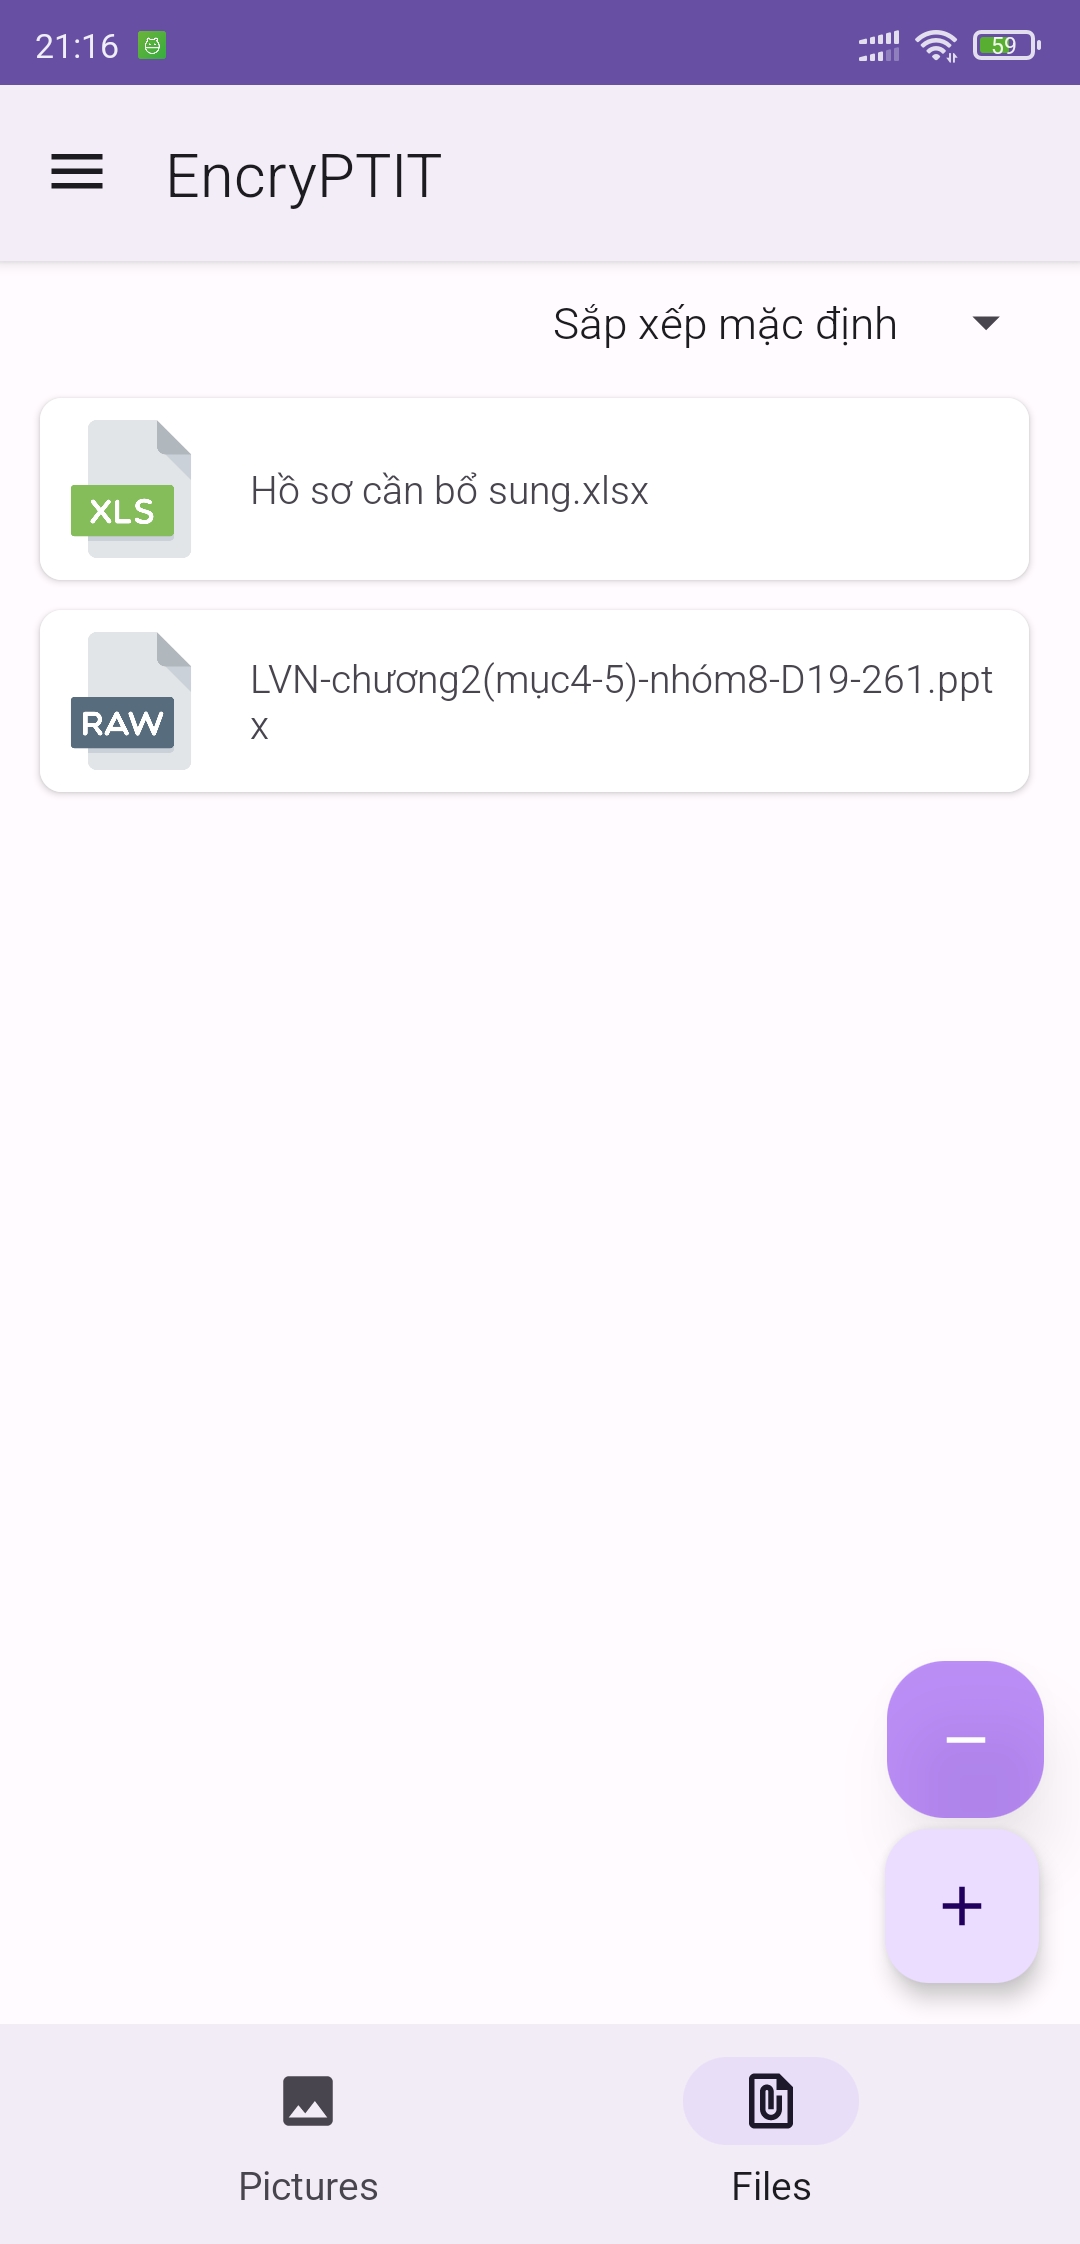 21:16
59
EncryPTIT
Sắp xếp mặc định
XLS
Hồ sơ cần bổ sung.xlsx
RAW
LVN-chương2(mục4-5)-nhóm8-D19-261.ppt
x
Pictures
Files